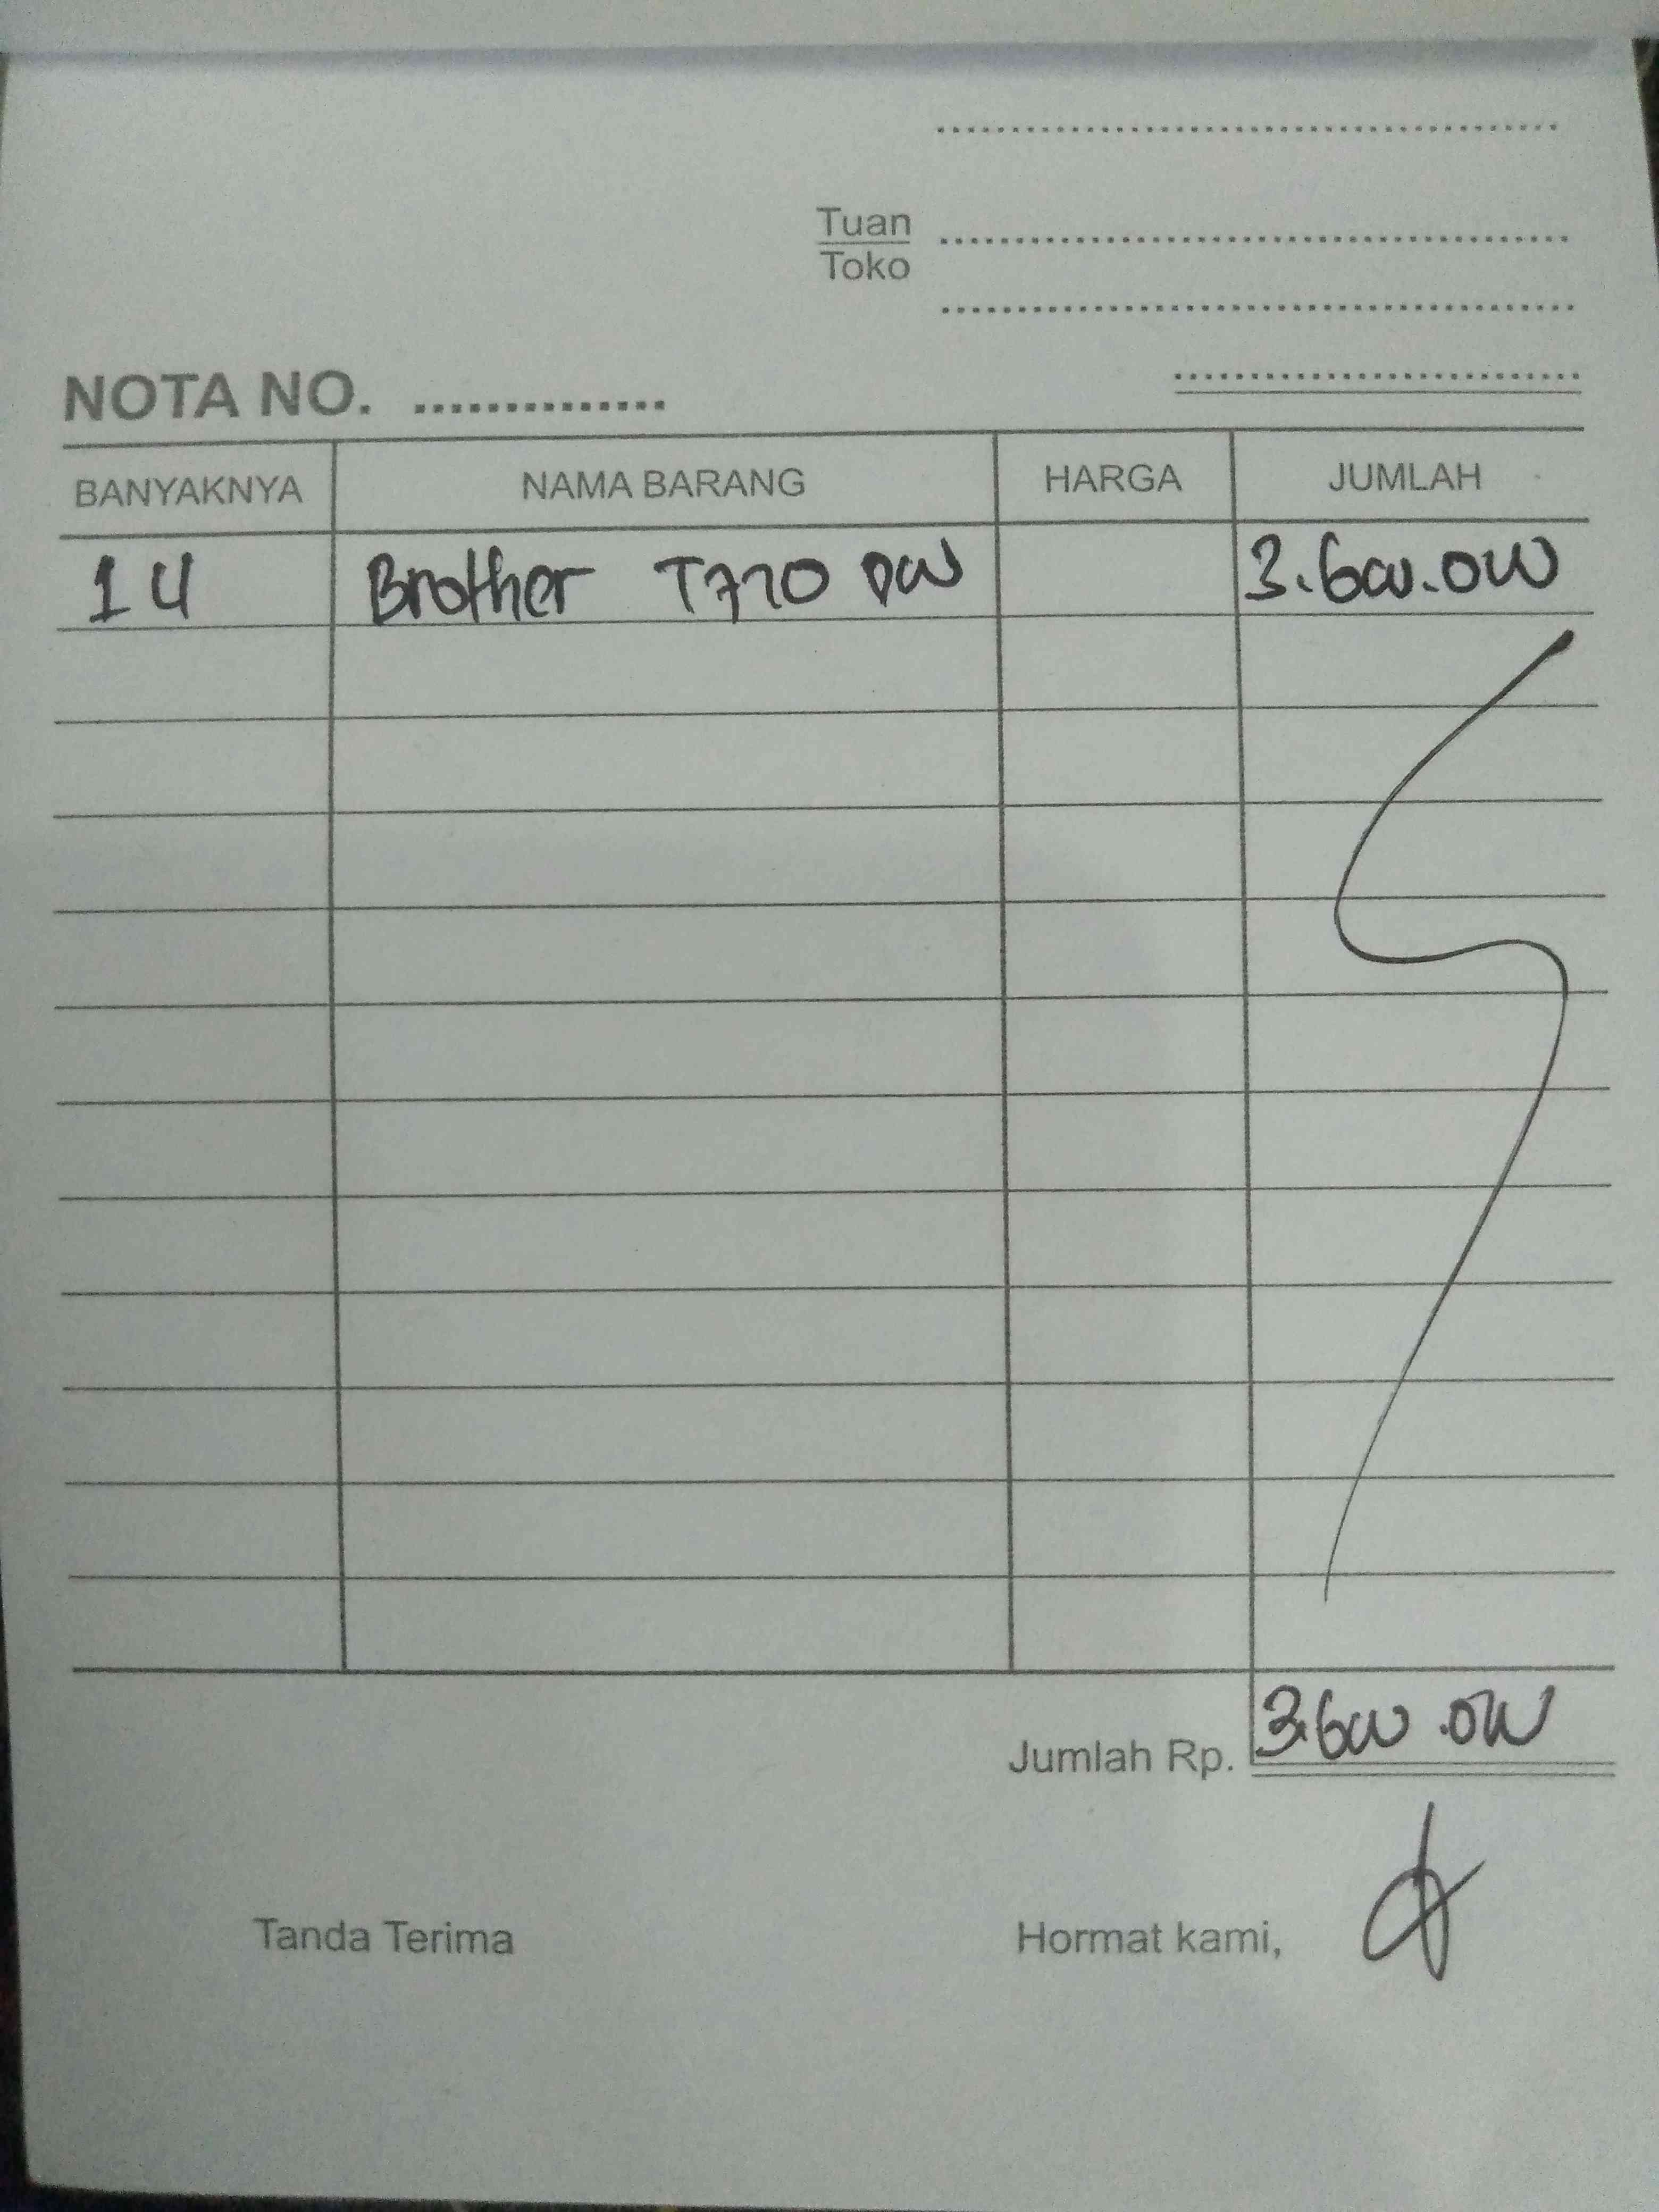 Tuan
Toko
NOTA NO. ..............
BANYAKNYA NAMA BARANG HARGA JUMLAH
1 U Brother T720 DW 3.600.000
Jumlah Rp. 3.600.000
Tanda Terima Hormat kami,